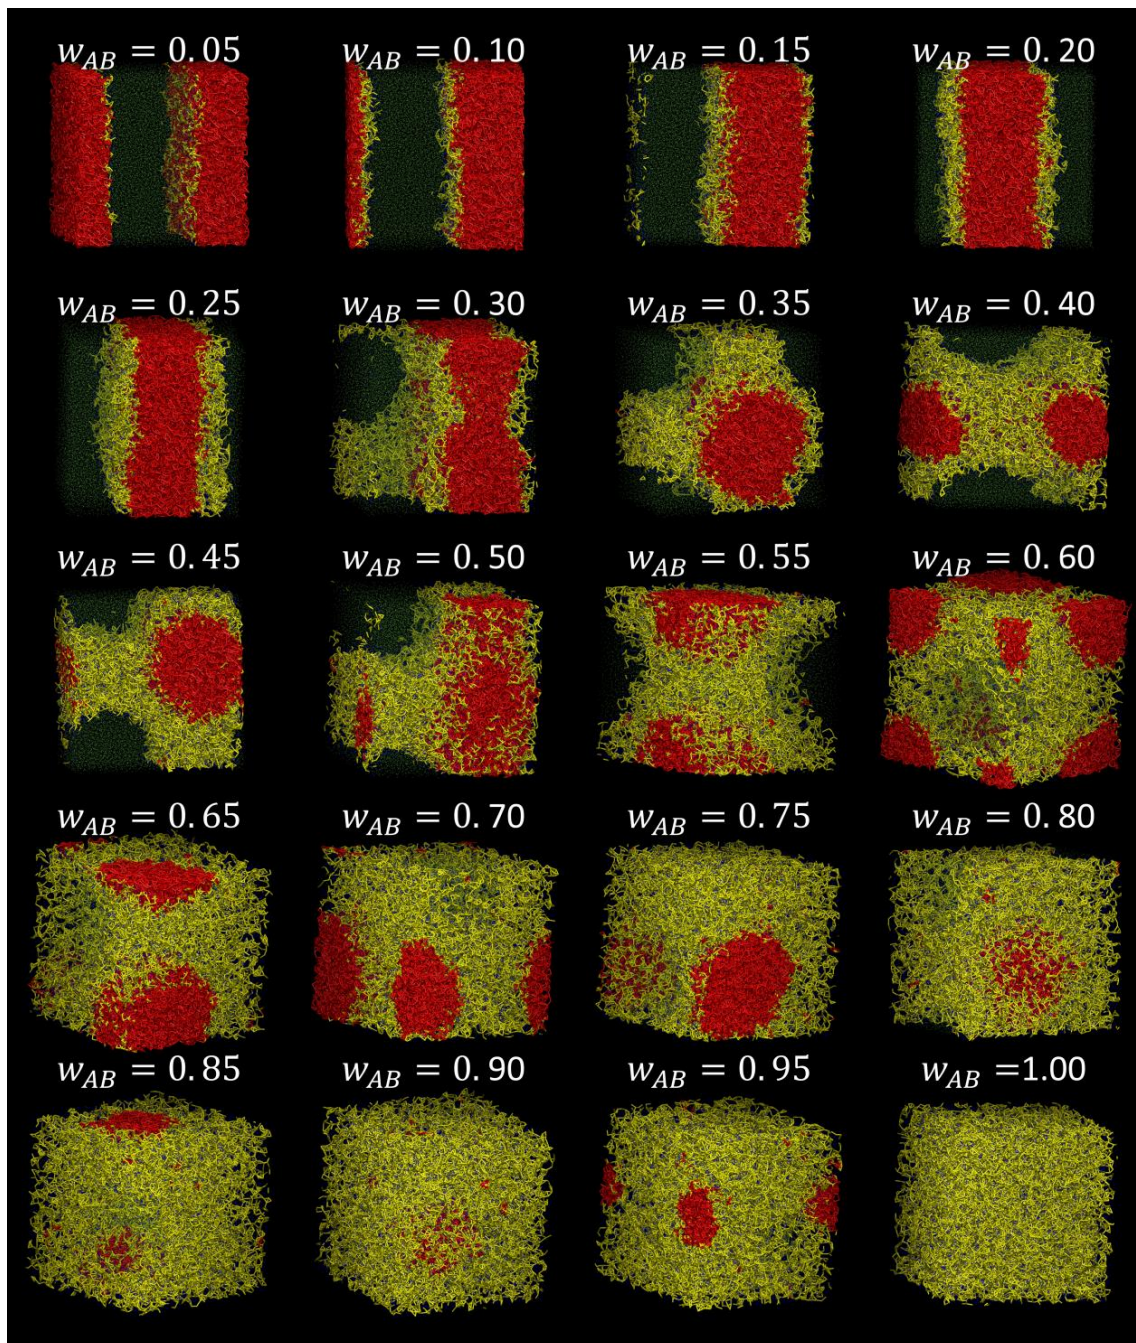 w_AB = 0.05 w_AB = 0.10 w_AB = 0.15 w_AB = 0.20
w_AB = 0.25 w_AB = 0.30 w_AB = 0.35 w_AB = 0.40
w_AB = 0.45 w_AB = 0.50 w_AB = 0.55 w_AB = 0.60
w_AB = 0.65 w_AB = 0.70 w_AB = 0.75 w_AB = 0.80
w_AB = 0.85 w_AB = 0.90 w_AB = 0.95 w_AB =1.00